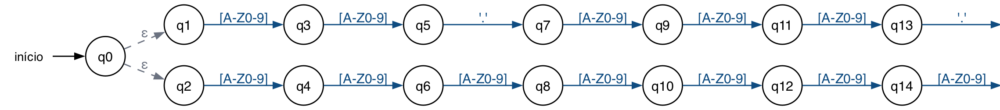 q1 [A-Z0-9] q3 [A-Z0-9] q5 '.' q7 [A-Z0-9] q9 [A-Z0-9] q11 [A-Z0-9] q13 '.'
ε
início q0
ε
q2 [A-Z0-9] q4 [A-Z0-9] q6 [A-Z0-9] q8 [A-Z0-9] q10 [A-Z0-9] q12 [A-Z0-9] q14 [A-Z0-9]